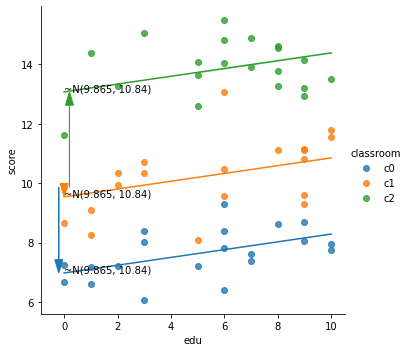 14
12
10
8
6
score
0
2
4
6
8
10
edu
~N(9.865, 10.84)
~N(9.865, 10.84)
~N(9.865, 10.84)
classroom
c0
c1
c2